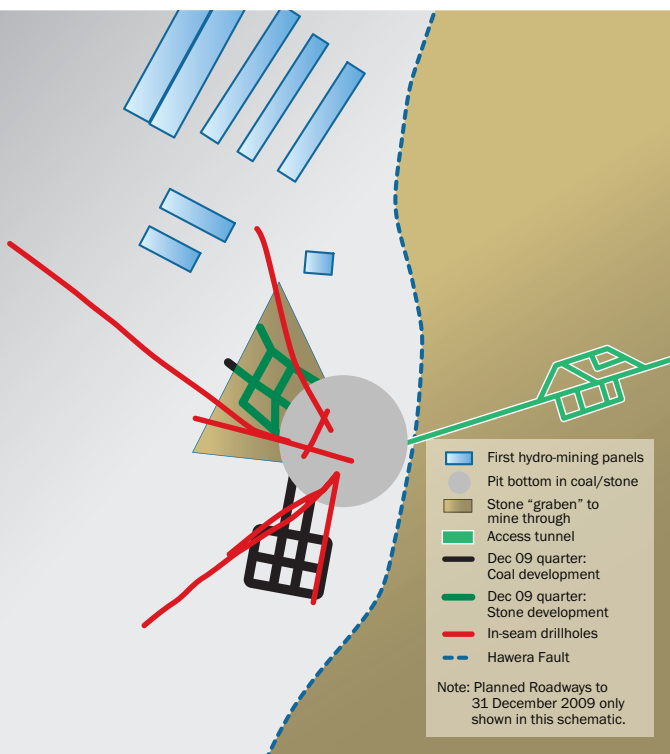 First hydro-mining panels
Pit bottom in coal/stone
Stone “graben” to
mine through
Access tunnel
Dec 09 quarter:
Coal development
Dec 09 quarter:
Stone development
In-seam drillholes
Hawera Fault
Note: Planned Roadways to
31 December 2009 only
shown in this schematic.